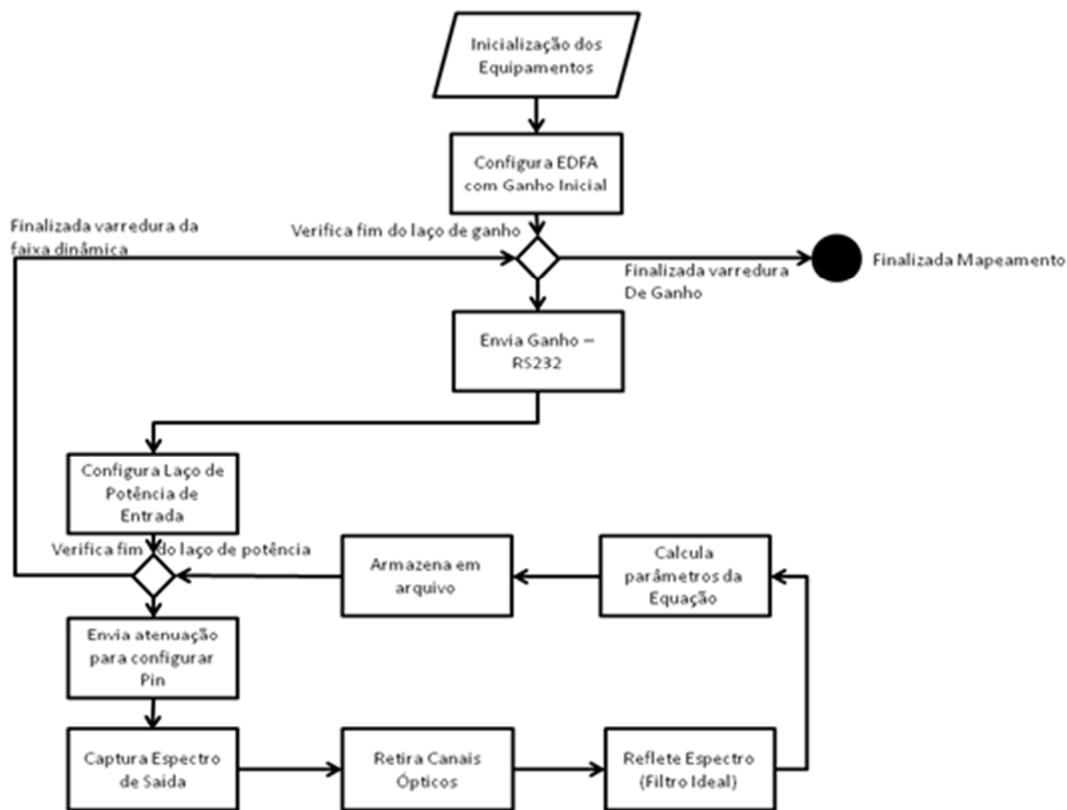 Inicialização dos
Equipamentos
Configura EDFA
com Ganho Inicial
Finalizada varredura da
faixa dinâmica
Verifica fim do laço de ganho
Finalizada varredura
De Ganho
Finalizada Mapeamento
Envia Ganho –
RS232
Configura Laço de
Potência de
Entrada
Verifica fim do laço de potência
Armazena em
arquivo
Calcula
parâmetros da
Equação
Envia atenuação
para configurar
Pin
Captura Espectro
de Saída
Retira Canais
Ópticos
Reflete Espectro
(Filtro Ideal)